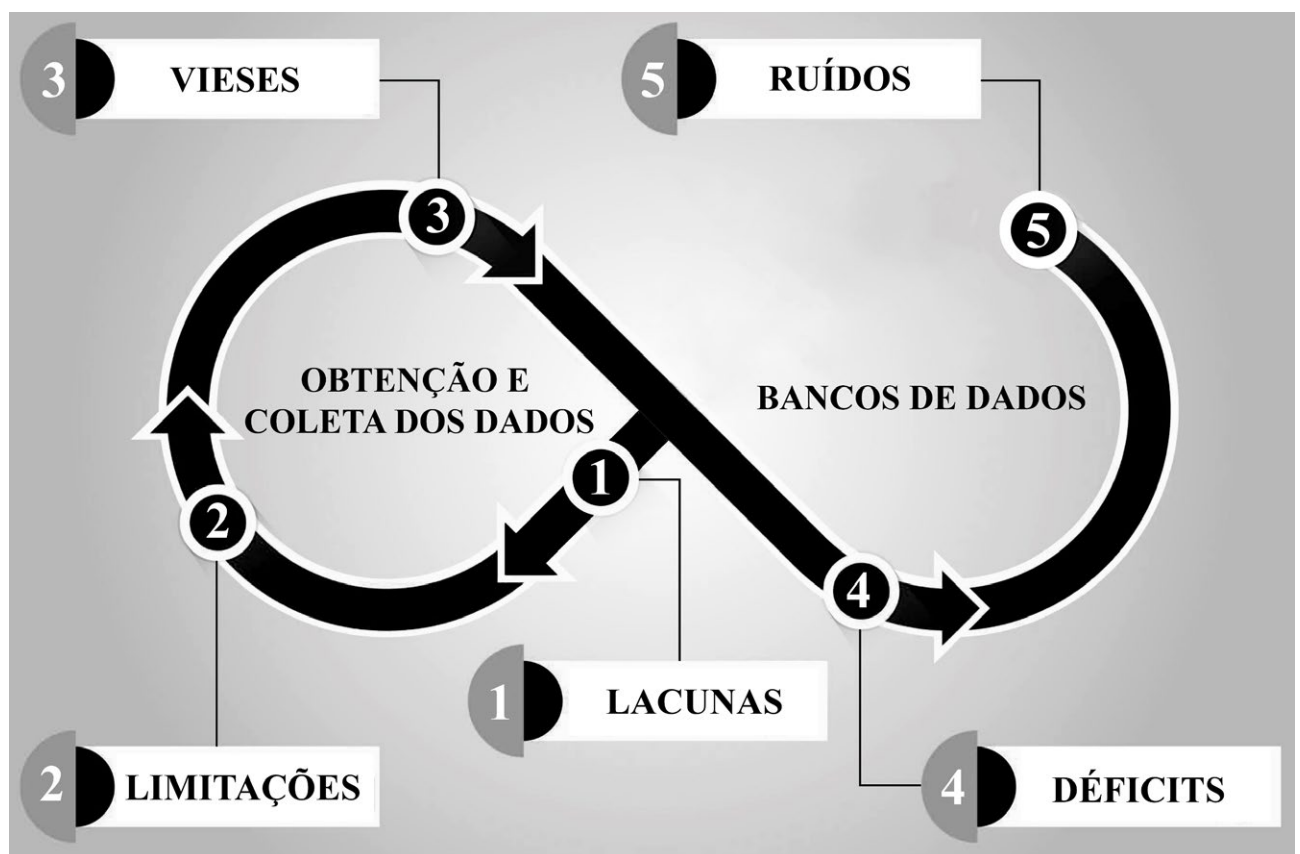 3 VIESES
5 RUÍDOS
3
5
OBTENÇÃO E
COLETA DOS DADOS
BANCOS DE DADOS
1
2
4
1 LACUNAS
2 LIMITAÇÕES
4 DÉFICITS